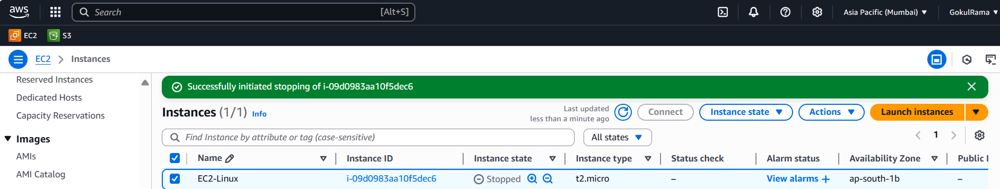 aws
Search [Alt+S]
Asia Pacific (Mumbai)
GokulRama
EC2
S3
EC2 > Instances
Reserved Instances
Dedicated Hosts
Capacity Reservations
Images
AMIs
AMI Catalog
Successfully initiated stopping of i-09d0983aa10f5dec6
Instances (1/1) Info
Last updated
less than a minute ago
Connect
Instance state
Actions
Launch instances
Find Instance by attribute or tag (case-sensitive)
All states
1
Name Instance ID Instance state Instance type Status check Alarm status Availability Zone Public I
EC2-Linux i-09d0983aa10f5dec6 Stopped t2.micro – View alarms + ap-south-1b –